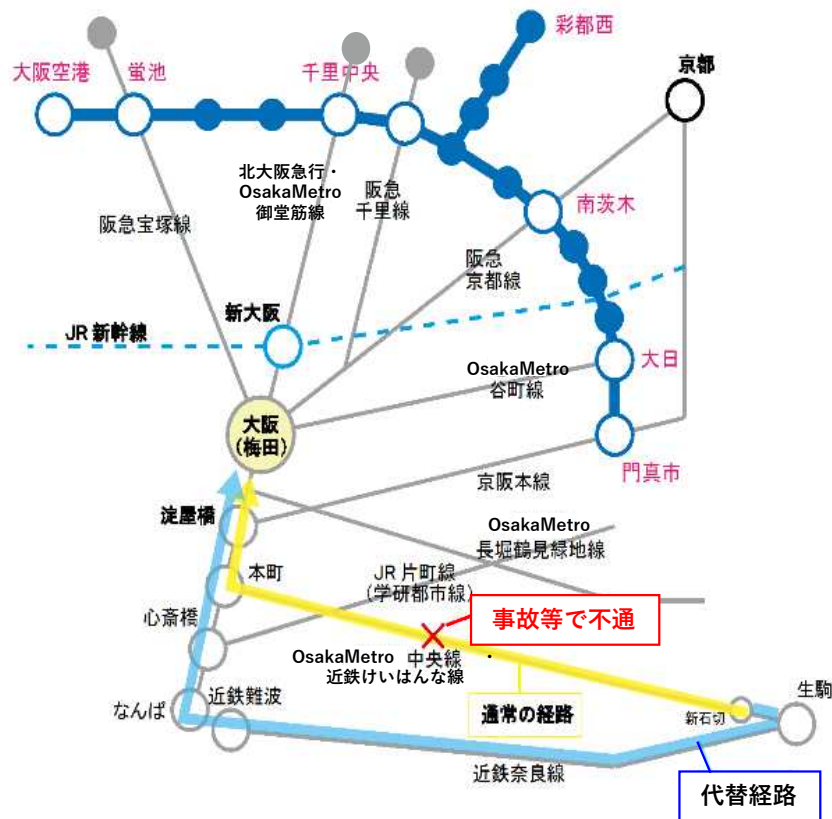 彩都西
大阪空港
蛍池
千里中央
京都
北大阪急行・
OsakaMetro
御堂筋線
阪急
千里線
南茨木
阪急宝塚線
阪急
京都線
新大阪
JR 新幹線
OsakaMetro
谷町線
大日
大阪
(梅田)
門真市
京阪本線
淀屋橋
OsakaMetro
長堀鶴見緑地線
本町
JR 片町線
(学研都市線)
事故等で不通
心斎橋
OsakaMetro 中央線・
近鉄けいはんな線
通常の経路
新石切
生駒
なんば
近鉄難波
近鉄奈良線
代替経路